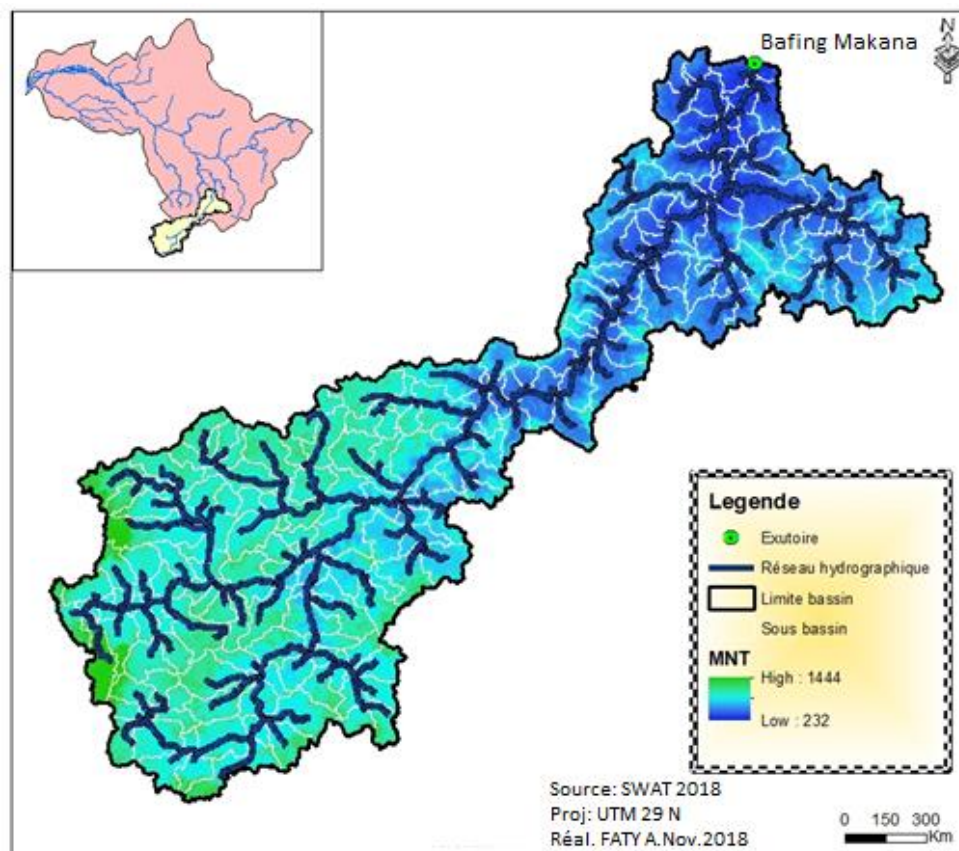 N
Bafing Makana
Legende
Exutoire
Réseau hydrographique
Limite bassin
Sous bassin
MNT
High : 1444
Low : 232
Source: SWAT 2018
Proj: UTM 29 N
Réal. FATY A.Nov.2018
0 150 300
Km